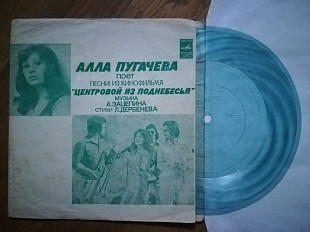 АЛЛА ПУГАЧЕВА
ПОЕТ
ПЕСНИ ИЗ КИНОФИЛЬМА
"ЦЕНТРОВОЙ ИЗ ПОДНЕБЕСЬЯ"
МУЗЫКА
А.ЗАЦЕПИНА
СТИХИ Л.ДЕРБЕНЕВА